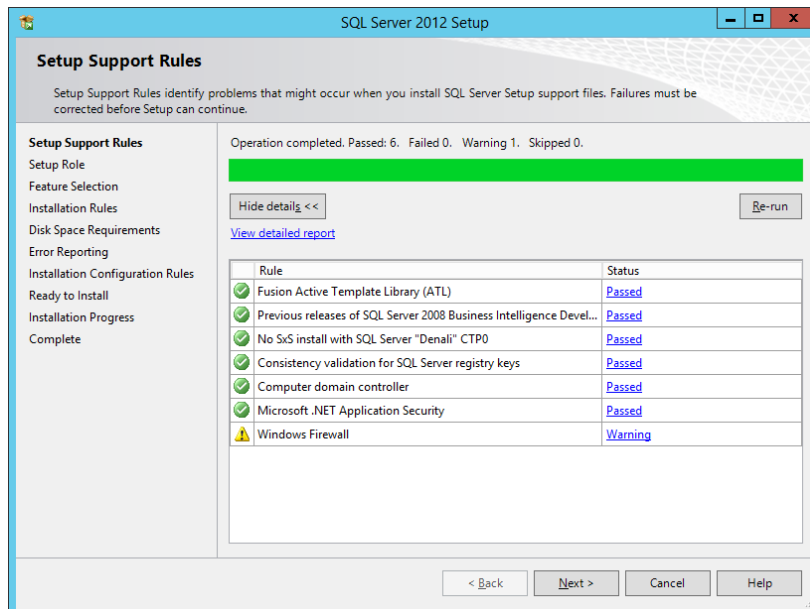 SQL Server 2012 Setup
Setup Support Rules
Setup Support Rules identify problems that might occur when you install SQL Server Setup support files. Failures must be
corrected before Setup can continue.
Setup Support Rules
Setup Role
Feature Selection
Installation Rules
Disk Space Requirements
Error Reporting
Installation Configuration Rules
Ready to Install
Installation Progress
Complete
Operation completed. Passed: 6.  Failed 0.  Warning 1.  Skipped 0.
Hide details <<
Re-run
View detailed report
Rule Status
Fusion Active Template Library (ATL) Passed
Previous releases of SQL Server 2008 Business Intelligence Devel... Passed
No SxS install with SQL Server "Denali" CTP0 Passed
Consistency validation for SQL Server registry keys Passed
Computer domain controller Passed
Microsoft .NET Application Security Passed
Windows Firewall Warning
< Back Next > Cancel Help